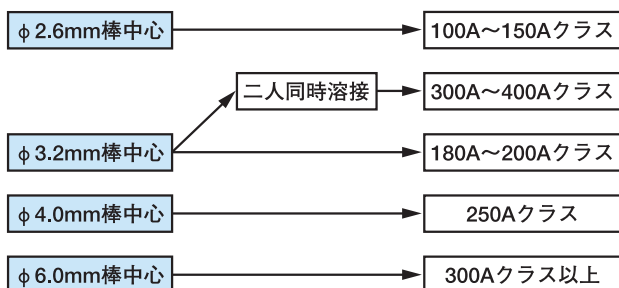 φ2.6mm棒中心
100A～150Aクラス
二人同時溶接
300A～400Aクラス
φ3.2mm棒中心
180A～200Aクラス
φ4.0mm棒中心
250Aクラス
φ6.0mm棒中心
300Aクラス以上